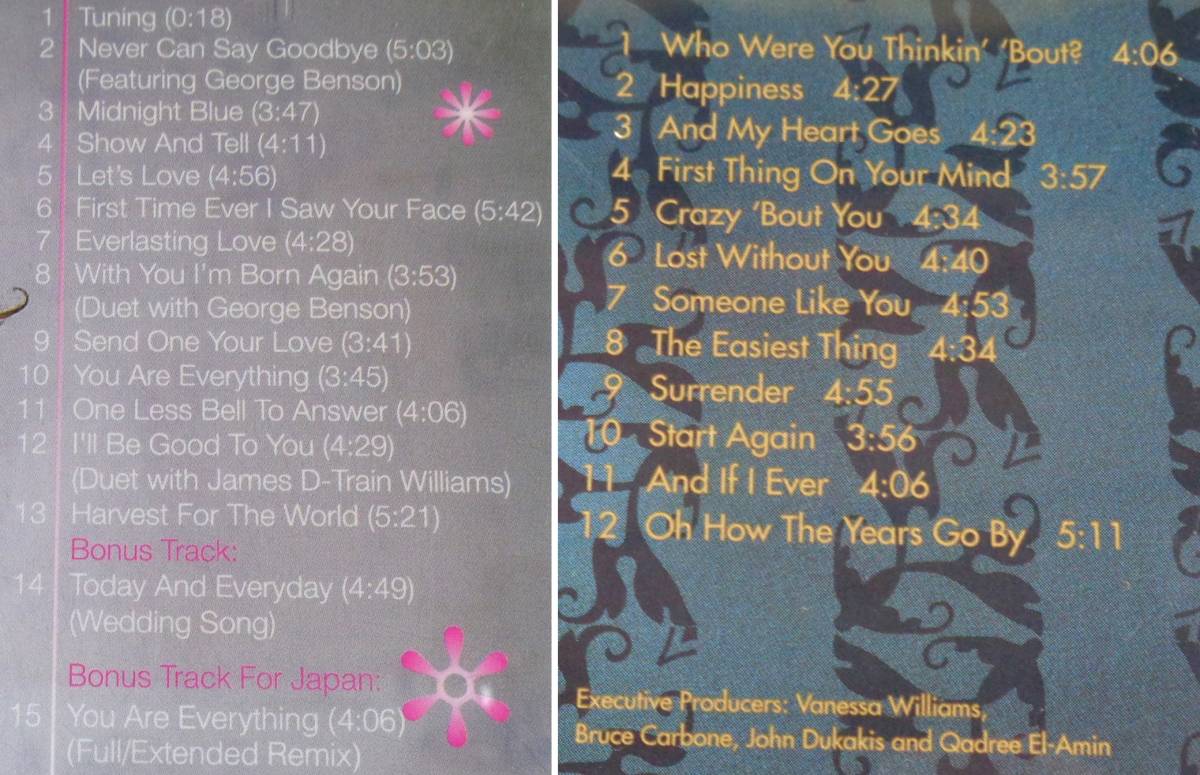 1 Tuning (0:18)
2 Never Can Say Goodbye (5:03)
(Featuring George Benson)
3 Midnight Blue (3:47)
4 Show And Tell (4:11)
5 Let's Love (4:56)
6 First Time Ever I Saw Your Face (5:42)
7 Everlasting Love (4:28)
8 With You I'm Born Again (3:53)
(Duet with George Benson)
9 Send One Your Love (3:41)
10 You Are Everything (3:45)
11 One Less Bell To Answer (4:06)
12 I'll Be Good To You (4:29)
(Duet with James D-Train Williams)
13 Harvest For The World (5:21)
Bonus Track:
14 Today And Everyday (4:49)
(Wedding Song)
Bonus Track For Japan:
15 You Are Everything (4:06)
(Full/Extended Remix)
1 Who Were You Thinkin' 'Bout? 4:06
2 Happiness 4:27
3 And My Heart Goes 4:23
4 First Thing On Your Mind 3:57
5 Crazy 'Bout You 4:34
6 Lost Without You 4:40
7 Someone Like You 4:53
8 The Easiest Thing 4:34
9 Surrender 4:55
10 Start Again 3:56
11 And If I Ever 4:06
12 Oh How The Years Go By 5:11
Executive Producers: Vanessa Williams,
Bruce Carbone, John Dukakis and Qadree El-Amin